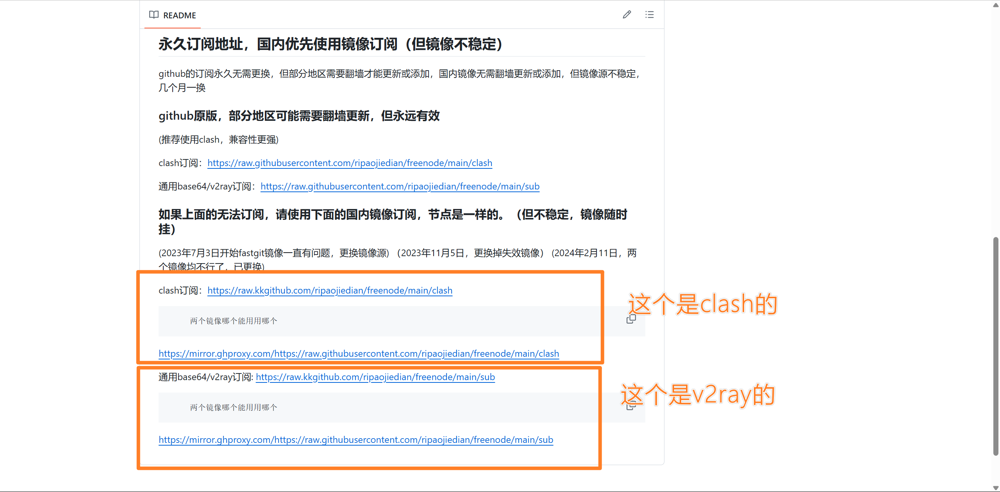 README
永久订阅地址，国内优先使用镜像订阅（但镜像不稳定）
github的订阅永久无需更换，但部分地区需要翻墙才能更新或添加，国内镜像无需翻墙更新或添加，但镜像源不稳定，
几个月一换
github原版，部分地区可能需要翻墙更新，但永远有效
(推荐使用clash，兼容性更强)
clash订阅：https://raw.githubusercontent.com/ripaojiedian/freenode/main/clash
通用base64/v2ray订阅：https://raw.githubusercontent.com/ripaojiedian/freenode/main/sub
如果上面的无法订阅，请使用下面的国内镜像订阅，节点是一样的。（但不稳定，镜像随时
挂）
(2023年7月3日开始fastgit镜像一直有问题，更换镜像源) （2023年11月5日，更换掉失效镜像） (2024年2月11日，两
个镜像均不行了，已更换)
clash订阅：https://raw.kkgithub.com/ripaojiedian/freenode/main/clash
这个是clash的
两个镜像哪个能用用哪个
https://mirror.ghproxy.com/https://raw.githubusercontent.com/ripaojiedian/freenode/main/clash
通用base64/v2ray订阅: https://raw.kkgithub.com/ripaojiedian/freenode/main/sub
这个是v2ray的
两个镜像哪个能用用哪个
https://mirror.ghproxy.com/https://raw.githubusercontent.com/ripaojiedian/freenode/main/sub